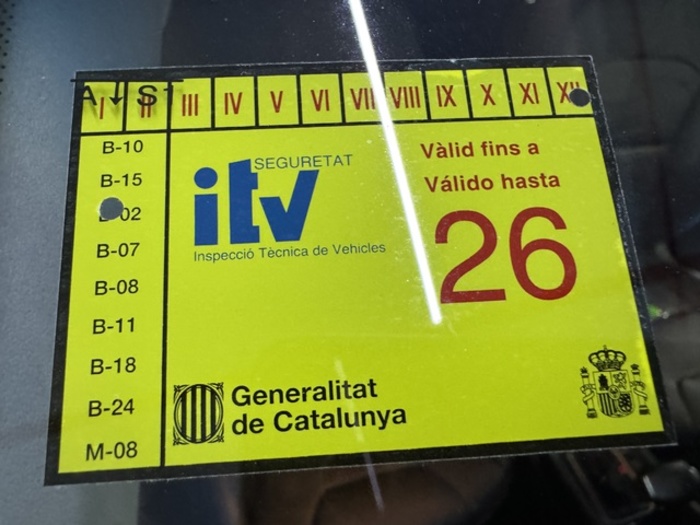 I II III IV V VI VII VIII IX X XI XII
B-10
B-15
B-02
B-07
B-08
B-11
B-18
B-24
M-08
SEGURETAT
itv
Inspecció Tècnica de Vehicles
Vàlid fins a
Válido hasta
26
Generalitat
de Catalunya